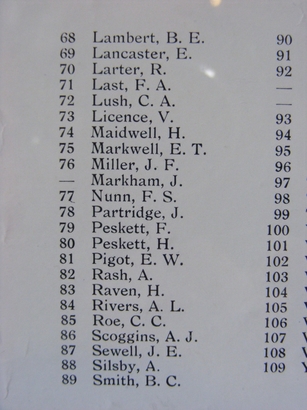 68 Lambert, B. E. 90
69 Lancaster, E. 91
70 Larter, R. 92
71 Last, F. A. —
72 Lush, C. A. —
73 Licence, V. 93
74 Maidwell, H. 94
75 Markwell, E. T. 95
76 Miller, J. F. 96
— Markham, J. 97
77 Nunn, F. S. 98
78 Partridge, J. 99
79 Peskett, F. 100
80 Peskett, H. 101
81 Pigot, E. W. 102
82 Rash, A. 103
83 Raven, H. 104
84 Rivers, A. L. 105
85 Roe, C. C. 106
86 Scoggins, A. J. 107
87 Sewell, J. E. 108
88 Silsby, A. 109
89 Smith, B. C.